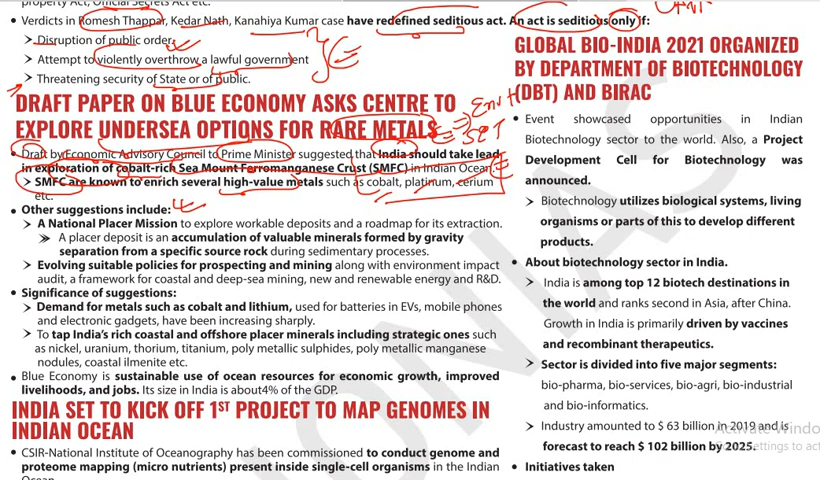 property Act, Official Secrets Act etc.
• Verdicts in Romesh Thappar, Kedar Nath, Kanahiya Kumar case have redefined seditious act. An act is seditious only if:
➤ Disruption of public order.
➤ Attempt to violently overthrow a lawful government
➤ Threatening security of State or of public.
DRAFT PAPER ON BLUE ECONOMY ASKS CENTRE TO
EXPLORE UNDERSEA OPTIONS FOR RARE METALS
• Draft by Economic Advisory Council to Prime Minister suggested that India should take lead
in exploration of cobalt-rich Sea Mount Ferromanganese Crust (SMFC) in Indian Ocean.
➤ SMFC are known to enrich several high-value metals such as cobalt, platinum, cerium
etc.
• Other suggestions include:
➤ A National Placer Mission to explore workable deposits and a roadmap for its extraction.
➤ A placer deposit is an accumulation of valuable minerals formed by gravity
separation from a specific source rock during sedimentary processes.
➤ Evolving suitable policies for prospecting and mining along with environment impact
audit, a framework for coastal and deep-sea mining, new and renewable energy and R&D.
• Significance of suggestions:
➤ Demand for metals such as cobalt and lithium, used for batteries in EVs, mobile phones
and electronic gadgets, have been increasing sharply.
➤ To tap India's rich coastal and offshore placer minerals including strategic ones such
as nickel, uranium, thorium, titanium, poly metallic sulphides, poly metallic manganese
nodules, coastal ilmenite etc.
• Blue Economy is sustainable use of ocean resources for economic growth, improved
livelihoods, and jobs. Its size in India is about4% of the GDP.
INDIA SET TO KICK OFF 1ST PROJECT TO MAP GENOMES IN
INDIAN OCEAN
• CSIR-National Institute of Oceanography has been commissioned to conduct genome and
proteome mapping (micro nutrients) present inside single-cell organisms in the Indian
GLOBAL BIO-INDIA 2021 ORGANIZED
BY DEPARTMENT OF BIOTECHNOLOGY
(DBT) AND BIRAC
• Event showcased opportunities in Indian
Biotechnology sector to the world. Also, a Project
Development Cell for Biotechnology was
announced.
➤ Biotechnology utilizes biological systems, living
organisms or parts of this to develop different
products.
• About biotechnology sector in India.
➤ India is among top 12 biotech destinations in
the world and ranks second in Asia, after China.
Growth in India is primarily driven by vaccines
and recombinant therapeutics.
➤ Sector is divided into five major segments:
bio-pharma, bio-services, bio-agri, bio-industrial
and bio-informatics.
➤ Industry amounted to $ 63 billion in 2019 and is
forecast to reach $ 102 billion by 2025.
• Initiatives taken
Envt
S&T
Activate Windo
ettings to act